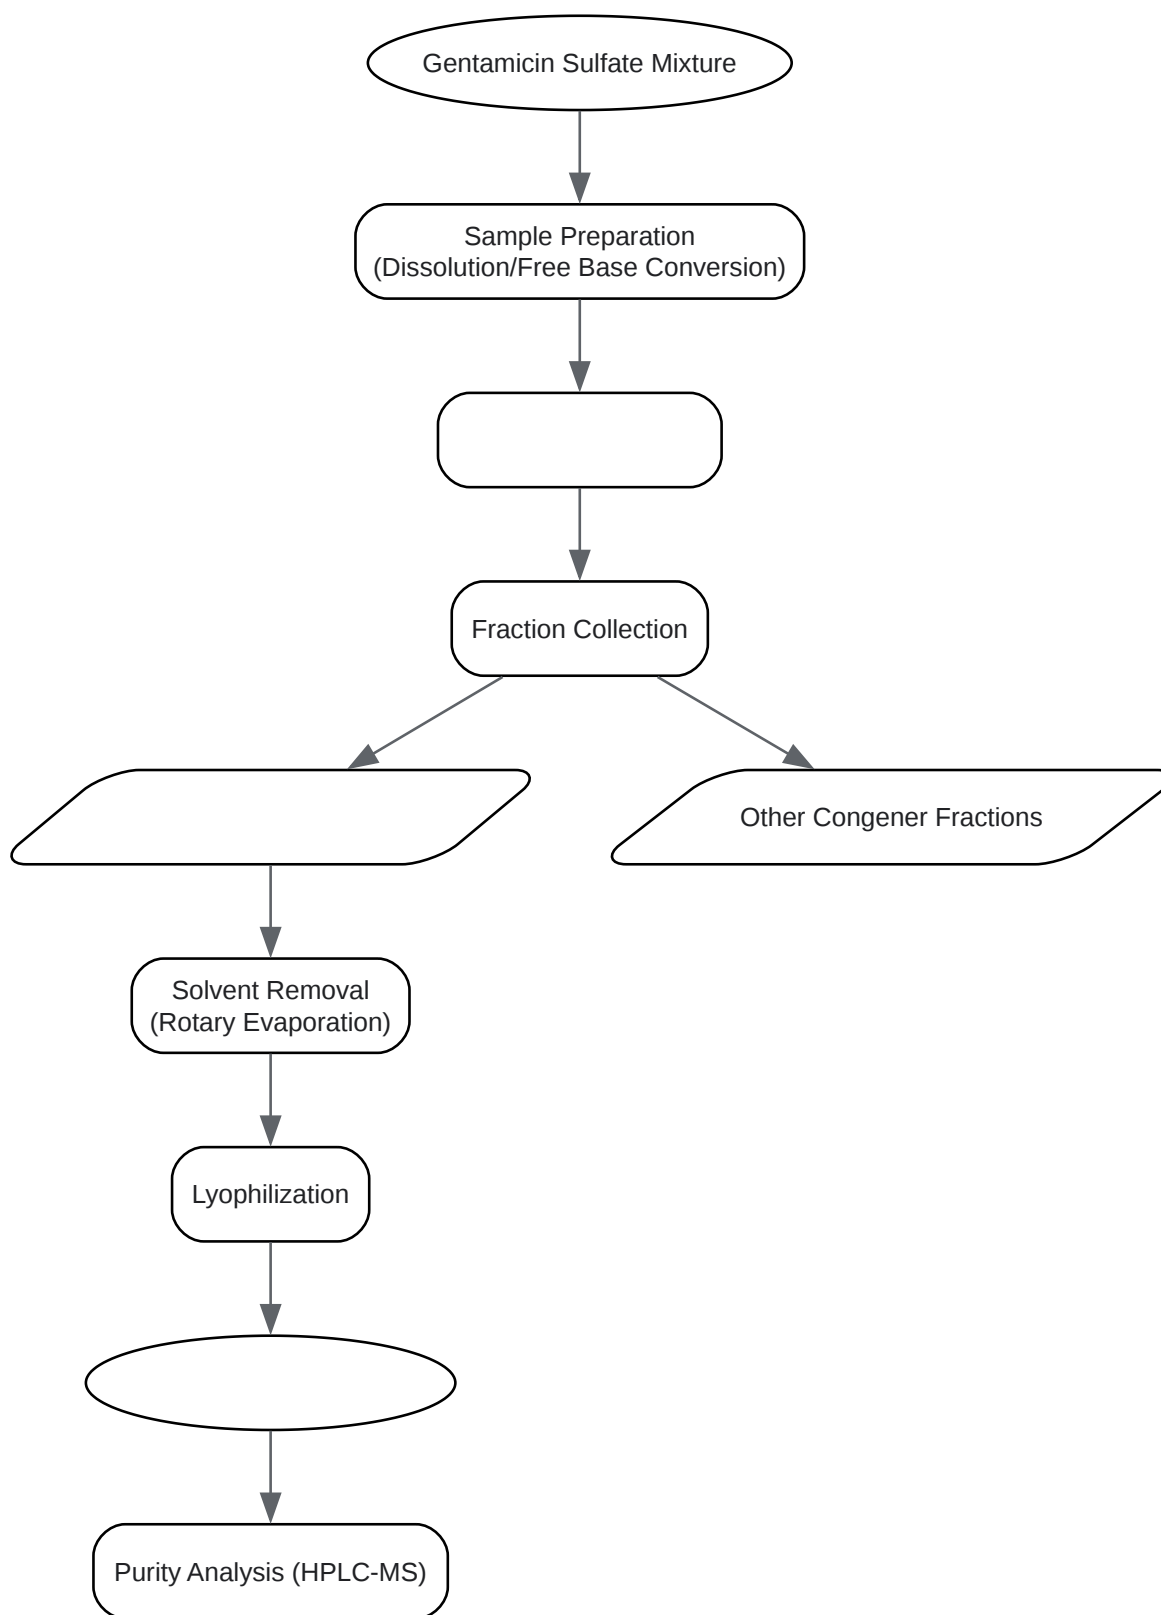 Gentamicin Sulfate Mixture
Sample Preparation
(Dissolution/Free Base Conversion)
Fraction Collection
Other Congener Fractions
Solvent Removal
(Rotary Evaporation)
Lyophilization
Purity Analysis (HPLC-MS)